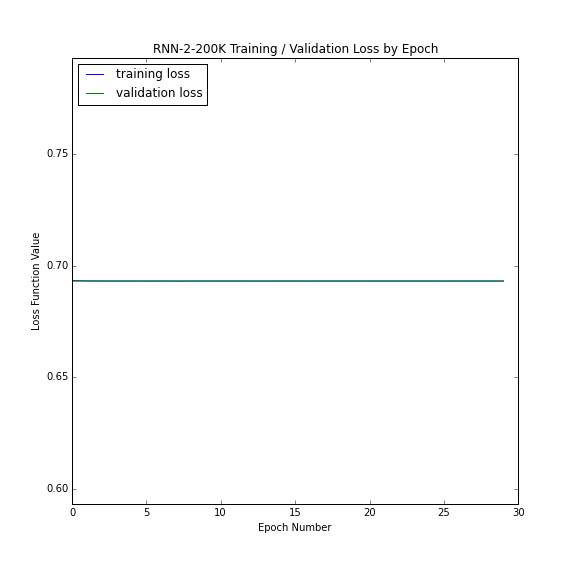 RNN-2-200K Training / Validation Loss by Epoch
training loss
validation loss
0.75
0.70
0.65
0.60
Loss Function Value
0
5
10
15
20
25
30
Epoch Number